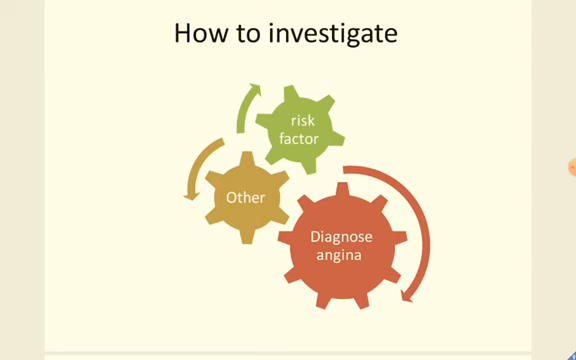 How to investigate
risk
factor
Other
Diagnose
angina